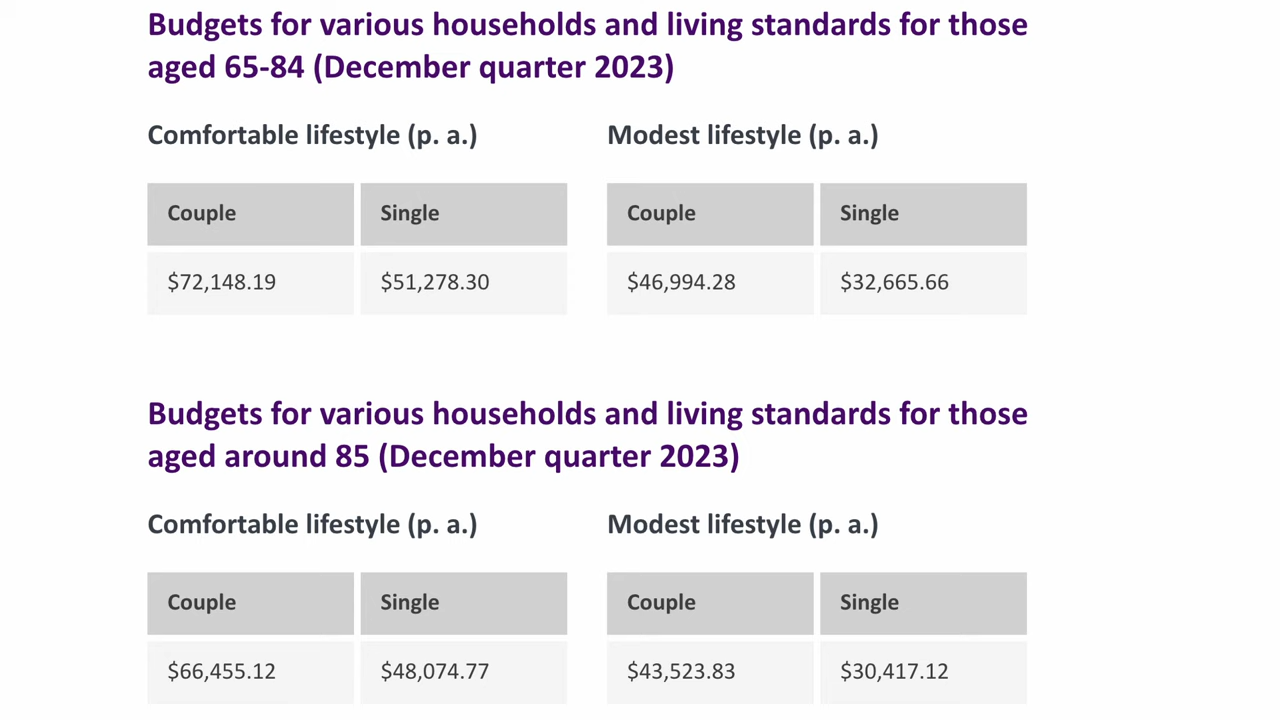 Budgets for various households and living standards for those
aged 65-84 (December quarter 2023)
Comfortable lifestyle (p. a.)
Modest lifestyle (p. a.)
Couple
Single
Couple
Single
$72,148.19
$51,278.30
$46,994.28
$32,665.66
Budgets for various households and living standards for those
aged around 85 (December quarter 2023)
Comfortable lifestyle (p. a.)
Modest lifestyle (p. a.)
Couple
Single
Couple
Single
$66,455.12
$48,074.77
$43,523.83
$30,417.12